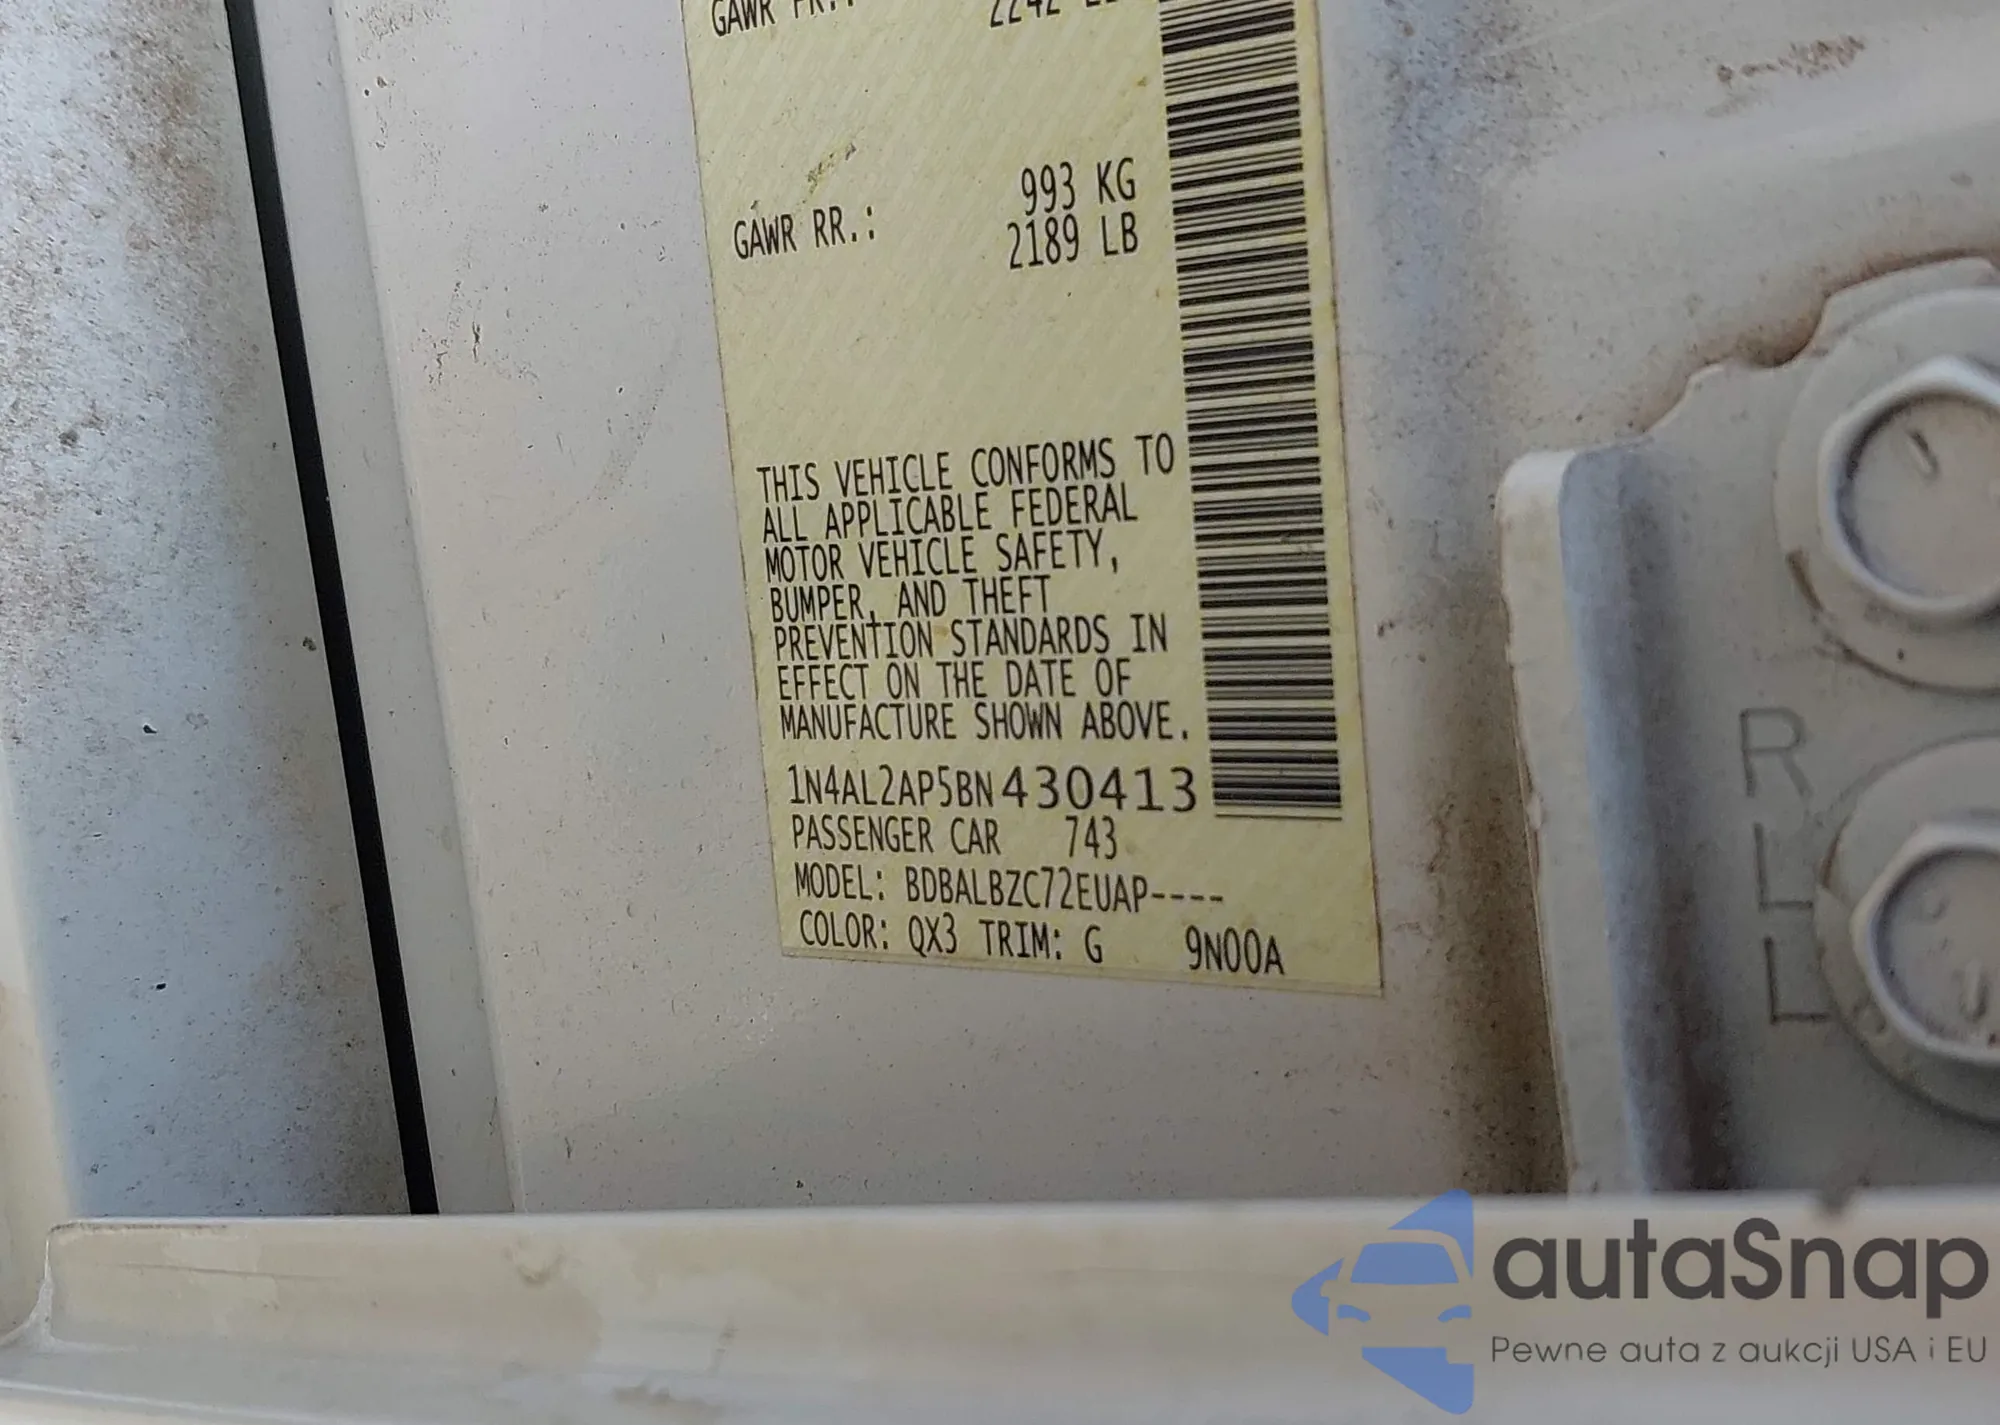 GAWR FR.:
993 KG
GAWR RR.: 2189 LB
THIS VEHICLE CONFORMS TO
ALL APPLICABLE FEDERAL
MOTOR VEHICLE SAFETY,
BUMPER, AND THEFT
PREVENTION STANDARDS IN
EFFECT ON THE DATE OF
MANUFACTURE SHOWN ABOVE.
1N4AL2AP5BN430413
PASSENGER CAR 743
MODEL: BDBALBZC72EUAP----
COLOR: QX3 TRIM: G 9N00A
R
L
L
autaSnap
Pewne auta z aukcji USA i EU